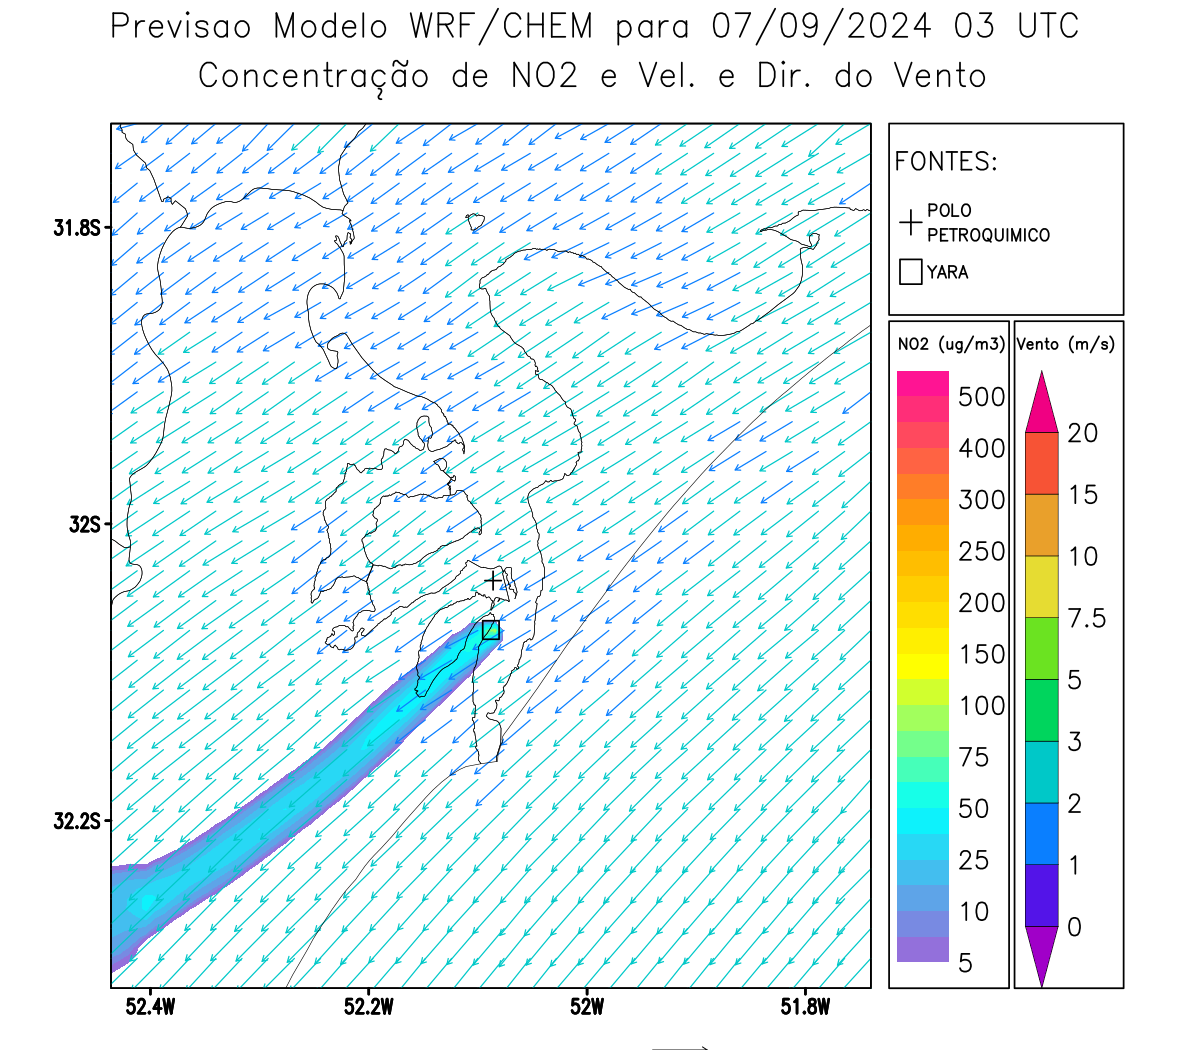 Previsao Modelo WRF/CHEM para 07/09/2024 03 UTC
Concentração de NO2 e Vel. e Dir. do Vento
FONTES:
POLO
PETROQUIMICO
YARA
31.8S
32S
32.2S
52.4W
52.2W
52W
51.8W
NO2 (ug/m3)
500
400
300
250
200
150
100
75
50
25
10
5
Vento (m/s)
20
15
10
7.5
5
3
2
1
0